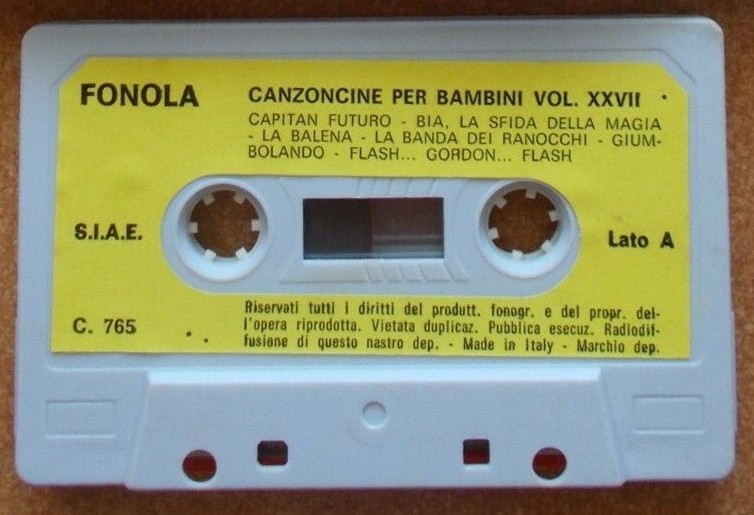 FONOLA
CANZONCINE PER BAMBINI VOL. XXVII
CAPITAN FUTURO - BIA, LA SFIDA DELLA MAGIA
- LA BALENA - LA BANDA DEI RANOCCHI - GIUM-
BOLANDO - FLASH... GORDON... FLASH
S.I.A.E.
Lato A
C. 765
Riservati tutti i diritti del produtt. fonogr. e del propr. del-
l'opera riprodotta. Vietata duplicaz. Pubblica esecuz. Radiodif-
fusione di questo nastro dep. - Made in Italy - Marchio dep.